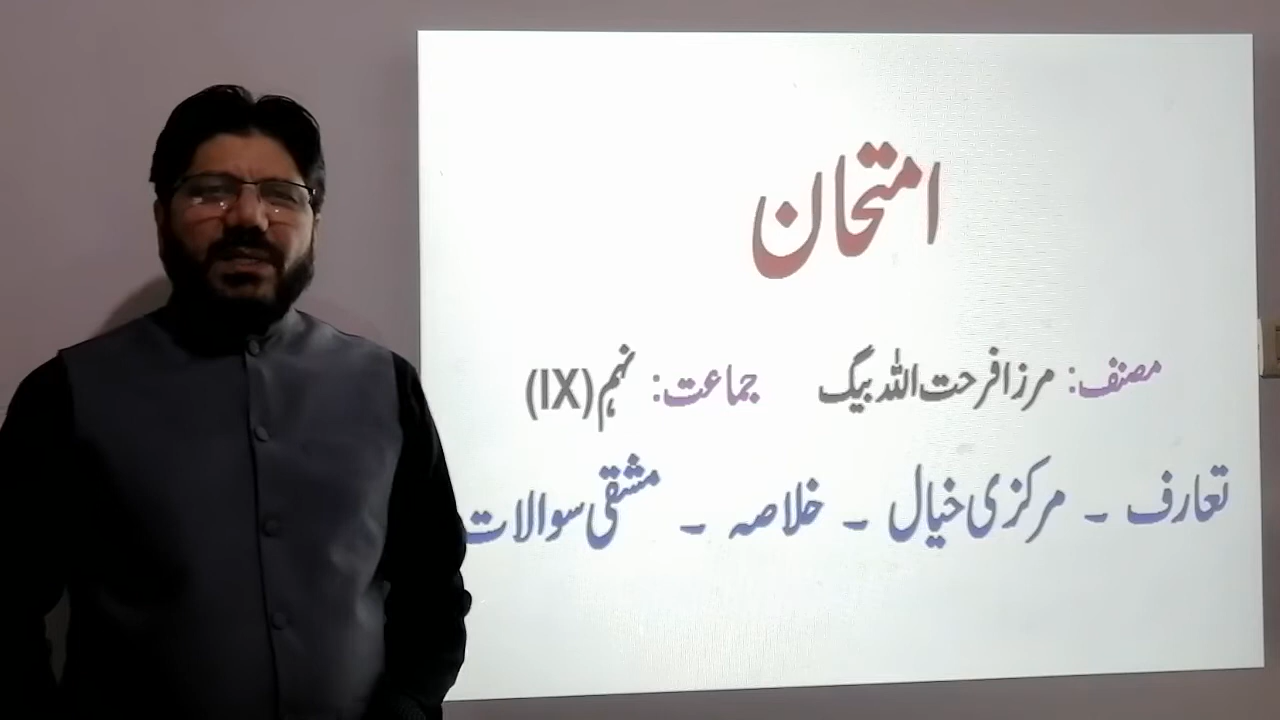 امتحان
مصنف: مرزا فرحت اللہ بیگ جماعت: نہم (IX)
تعارف ۔ مرکزی خیال ۔ خلاصہ ۔ مشقی سوالات